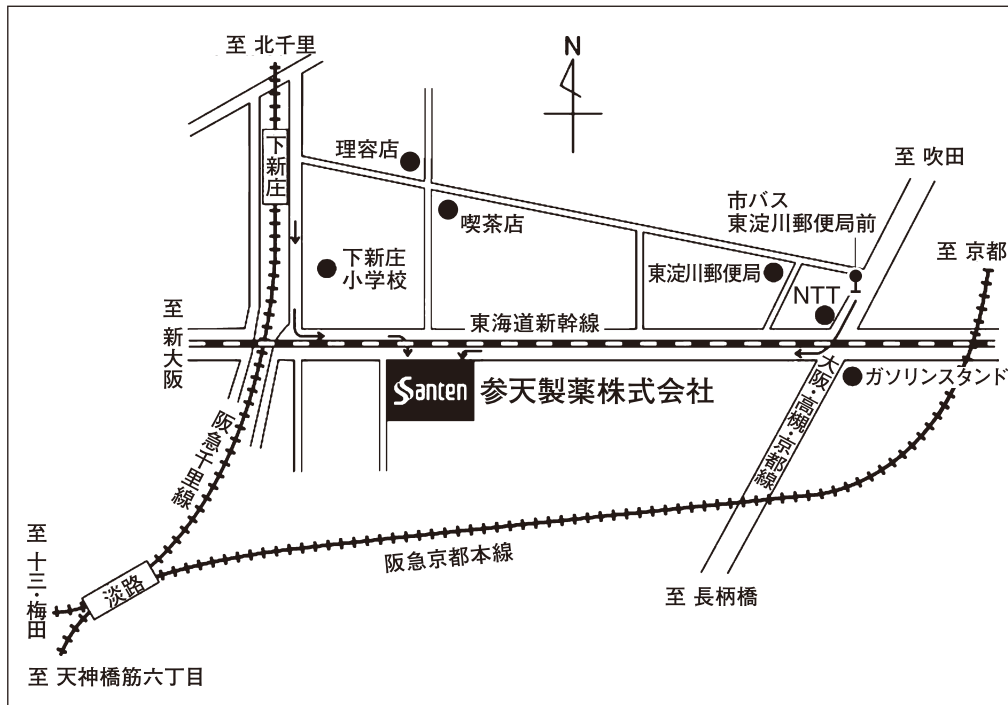 至 北千里
N
下新庄
理容店
至 吹田
市バス
東淀川郵便局前
喫茶店
至 京都
下新庄
小学校
東淀川郵便局
NTT
至 新大阪
東海道新幹線
Santen
参天製薬株式会社
ガソリンスタンド
大阪・高槻・京都線
阪急千里線
至 十三・梅田
淡路
阪急京都本線
至 長柄橋
至 天神橋筋六丁目